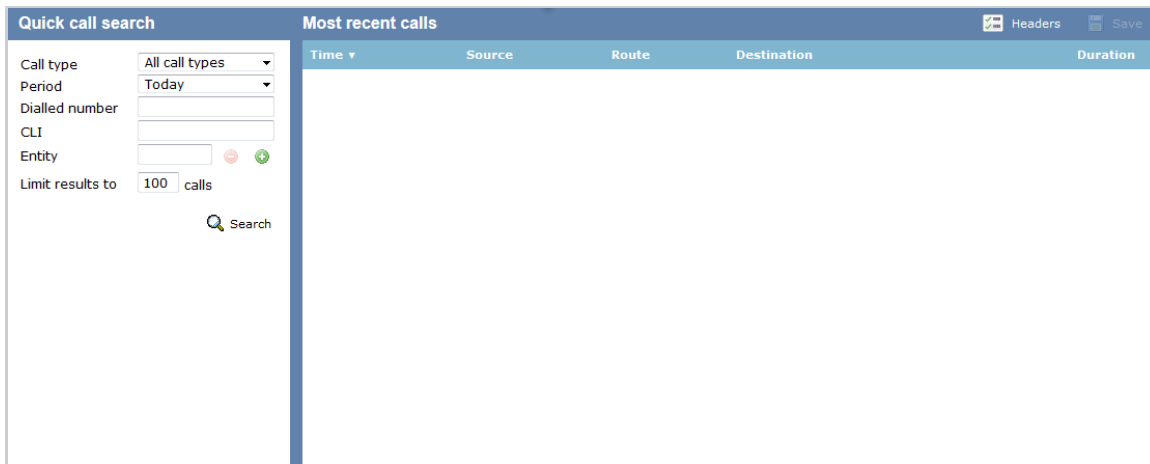 Quick call search
Call type All call types
Period Today
Dialled number
CLI
Entity
Limit results to 100 calls
Search
Most recent calls Headers Save
Time Source Route Destination Duration